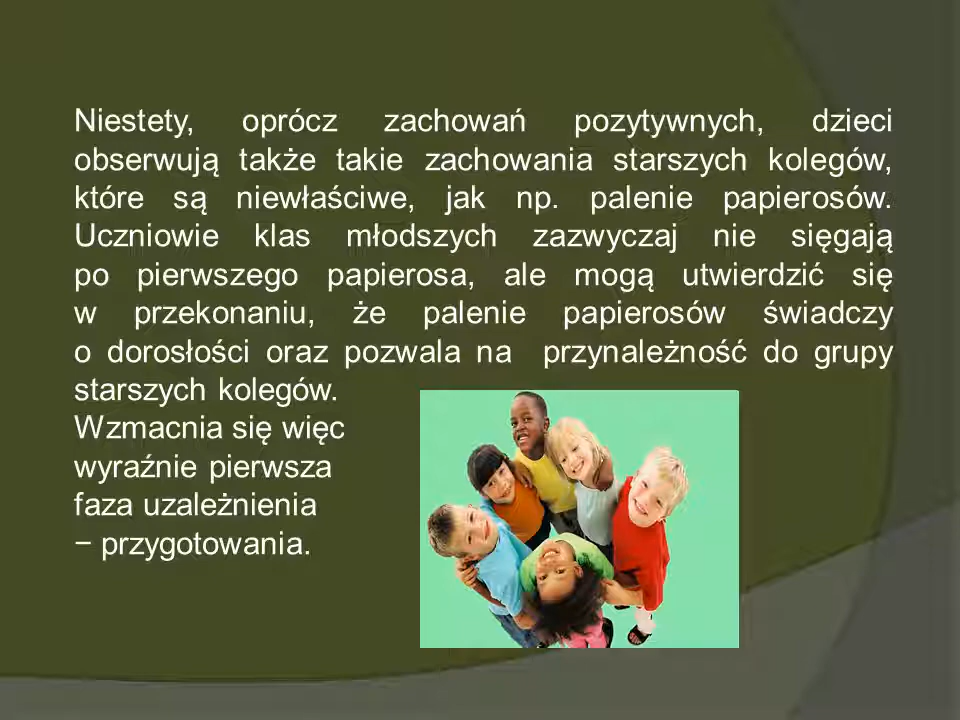 Niestety, oprócz zachowań pozytywnych, dzieci
obserwują także takie zachowania starszych kolegów,
które są niewłaściwe, jak np. palenie papierosów.
Uczniowie klas młodszych zazwyczaj nie sięgają
po pierwszego papierosa, ale mogą utwierdzić się
w przekonaniu, że palenie papierosów świadczy
o dorosłości oraz pozwala na przynależność do grupy
starszych kolegów.
Wzmacnia się więc
wyraźnie pierwsza
faza uzależnienia
− przygotowania.